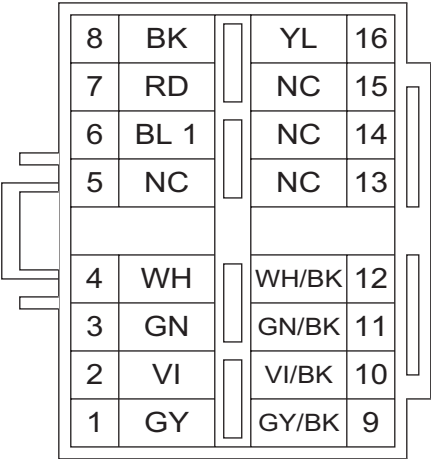 8 BK YL 16
7 RD NC 15
6 BL 1 NC 14
5 NC NC 13
4 WH WH/BK 12
3 GN GN/BK 11
2 VI VI/BK 10
1 GY GY/BK 9